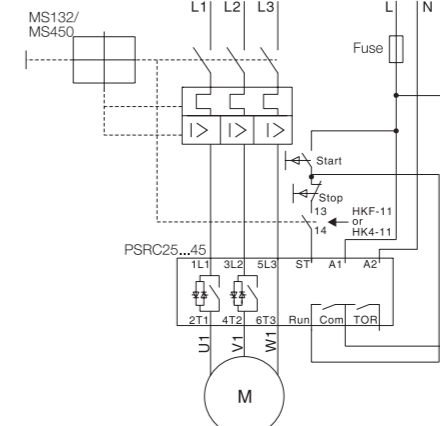 L1 L2 L3 L N
MS132/
MS450
Fuse
Start
Stop
13 HKF-11
or
14 HK4-11
PSRC25...45
1L1 3L2 5L3 ST A1 A2
I> I> I>
2T1 4T2 6T3 Run Com TOR
U1 V1 W1
M